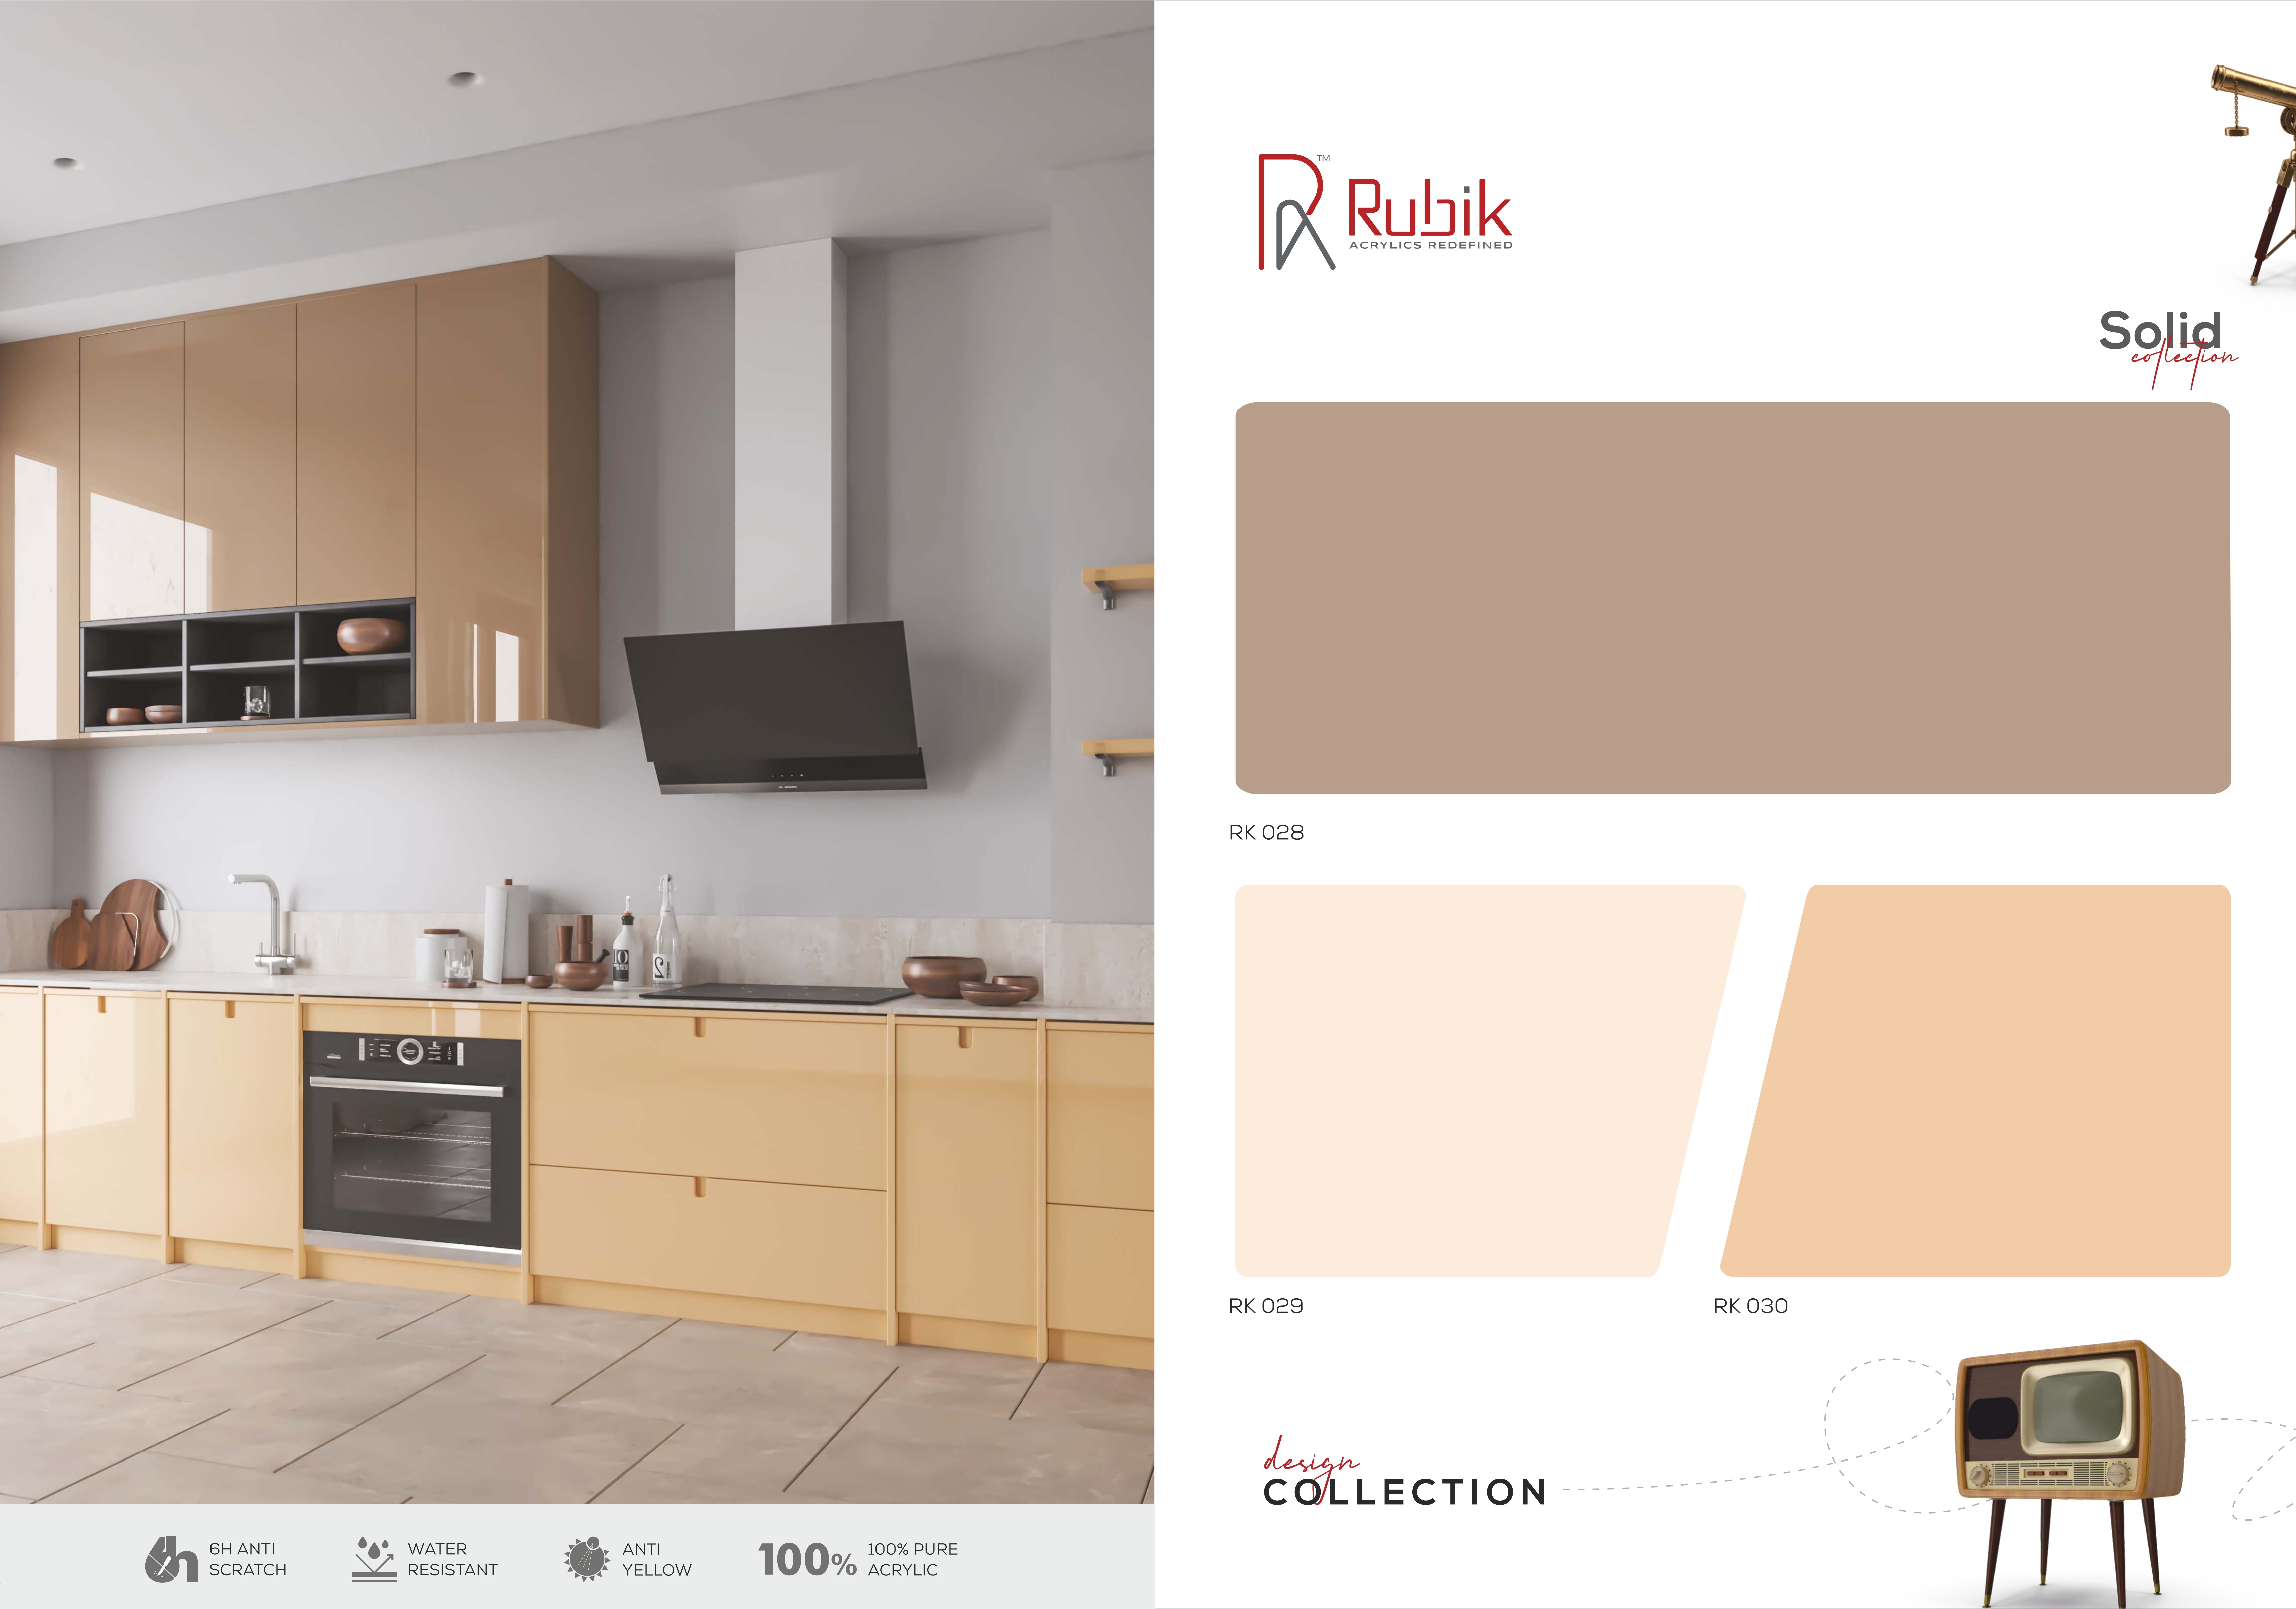 TM
Rubik
ACRYLICS REDEFINED
Solid
collection
RK 028
RK 029
RK 030
design
COLLECTION
6H ANTI
SCRATCH
WATER
RESISTANT
ANTI
YELLOW
100%
100% PURE
ACRYLIC